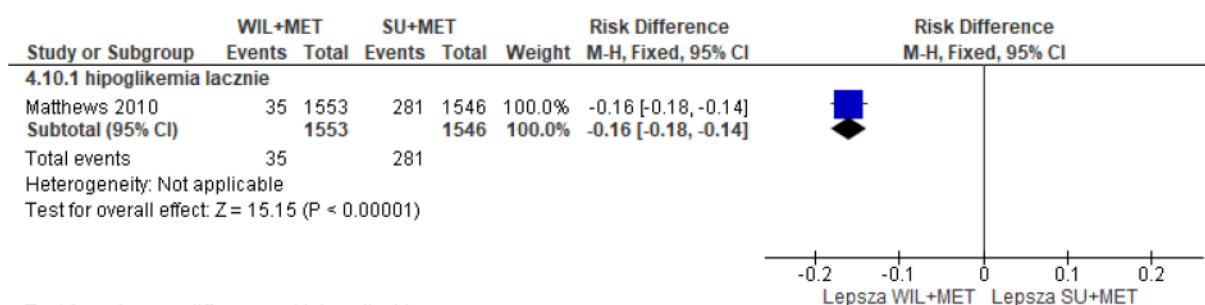 WIL+MET SU+MET Risk Difference Risk Difference
Study or Subgroup Events Total Events Total Weight M-H, Fixed, 95% CI M-H, Fixed, 95% CI
4.10.1 hipoglikemia lacznie
Matthews 2010 35 1553 281 1546 100.0% -0.16 [-0.18, -0.14]
Subtotal (95% CI) 1553 1546 100.0% -0.16 [-0.18, -0.14]
Total events 35 281
Heterogeneity: Not applicable
Test for overall effect: Z = 15.15 (P < 0.00001)
-0.2 -0.1 0 0.1 0.2
Lepsza WIL+MET Lepsza SU+MET